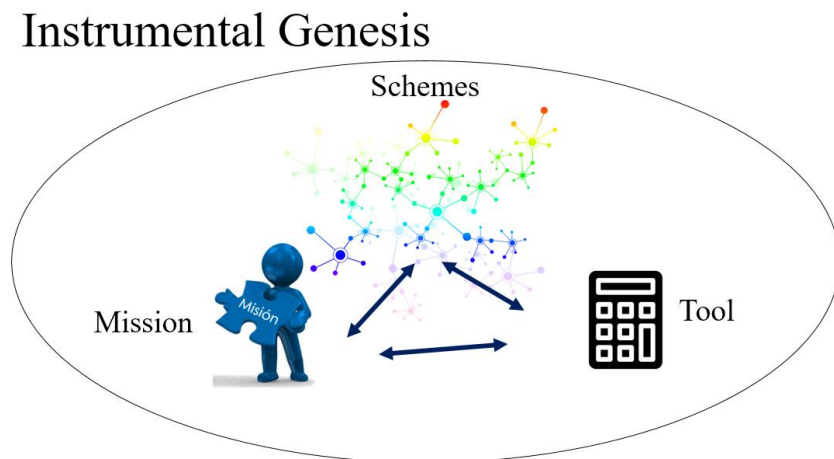 Instrumental Genesis
Schemes
Misión
Mission
Tool